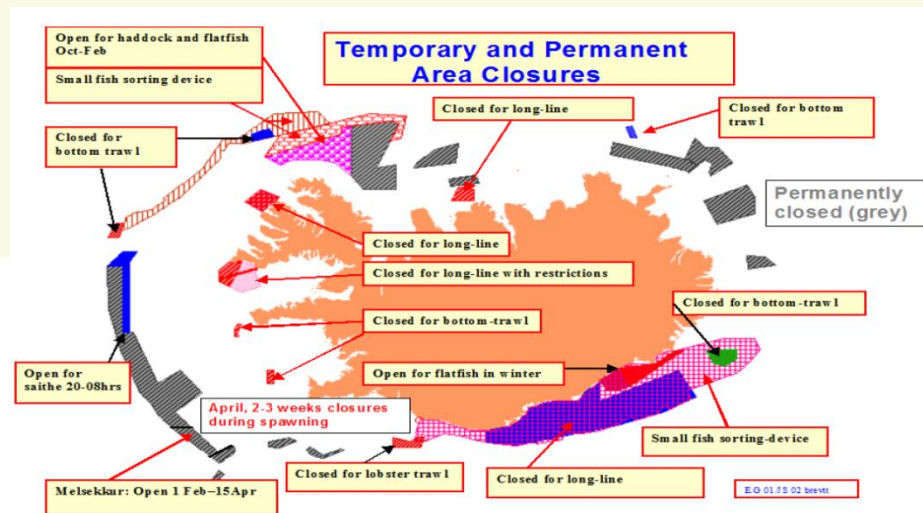 Open for haddock and flatfish
Oct-Feb
Temporary and Permanent
Area Closures
Small fish sorting device
Closed for long-line
Closed for bottom
trawl
Closed for
bottom trawl
Permanently
closed (grey)
Closed for long-line
Closed for long-line with restrictions
Closed for bottom-trawl
Closed for bottom-trawl
Open for
saithe 20-08hrs
Open for flatfish in winter
April, 2-3 weeks closures
during spawning
Small fish sorting-device
Closed for lobster trawl
Closed for long-line
Melsekkur: Open 1 Feb–15Apr